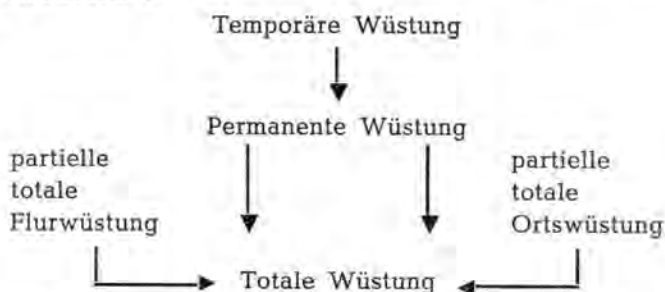 Temporäre Wüstung
Permanente Wüstung
partielle
totale
Flurwüstung
partielle
totale
Ortswüstung
Totale Wüstung